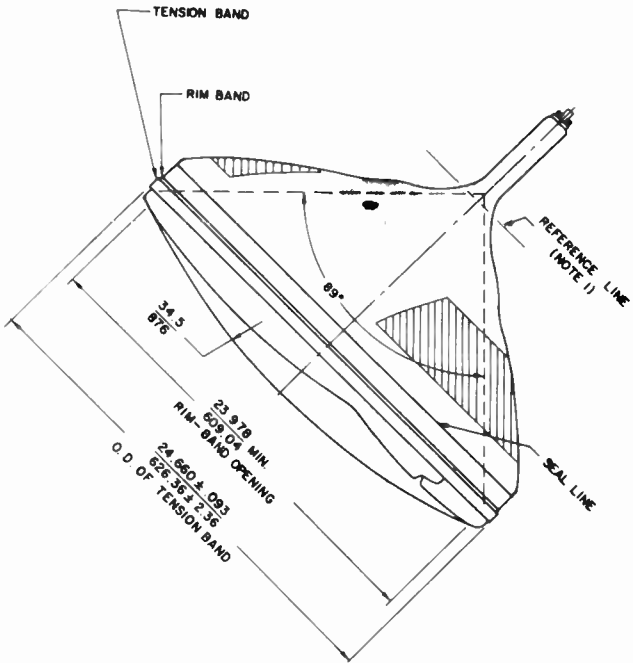 TENSION BAND
RIM BAND
REFERENCE LINE
(NOTE 1)
89°
34.5
876
23.978
609.04 MIN.
RIM-BAND OPENING
24.660 ± .093
626.36 ± 2.36
O.D. OF TENSION BAND
SEAL LINE